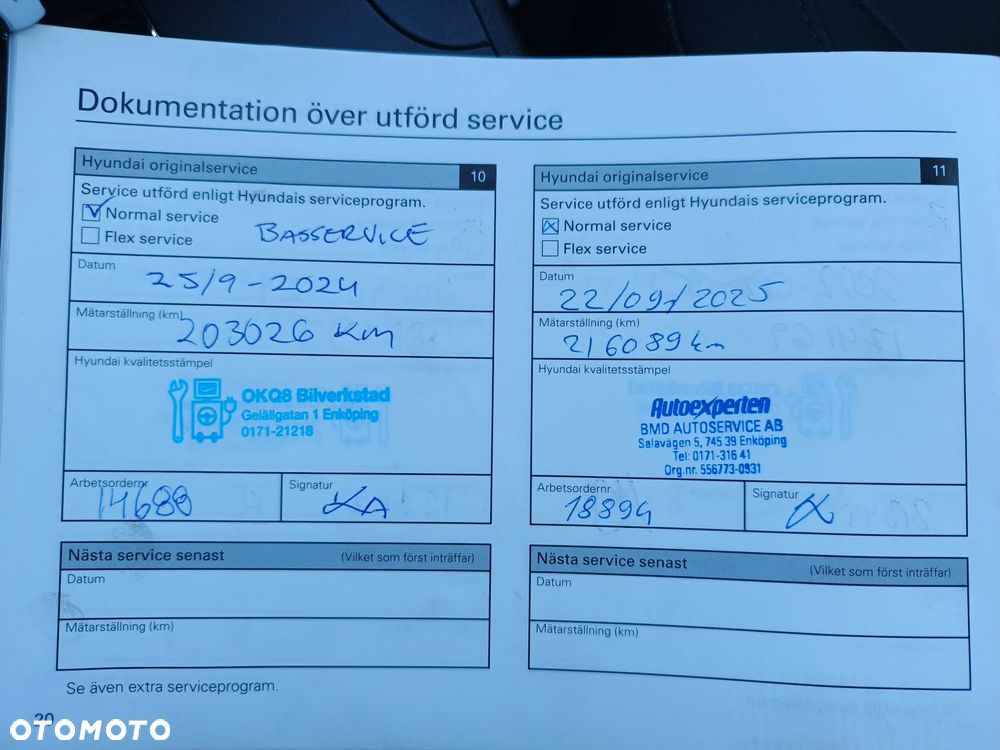 Dokumentation över utförd service
Hyundai originalservice 10
Service utförd enligt Hyundais serviceprogram.
Normal service
Flex service BASSERVICE
Datum
25/9-2024
Mätarställning (km)
203026 KM
Hyundai kvalitetsstämpel
OKQ8 Bilverkstad
Gelällgatan 1 Enköping
0171-21218
Arbetsordernr
14688
Signatur
KA
Nästa service senast (Vilket som först inträffar)
Datum
Mätarställning (km)
Se även extra serviceprogram.
20
Hyundai originalservice 11
Service utförd enligt Hyundais serviceprogram.
Normal service
Flex service
Datum
22/09/2025
Mätarställning (km)
216089 km
Hyundai kvalitetsstämpel
Autoexperten
BMD AUTOSERVICE AB
Salavägen 5, 745 39 Enköping
Tel: 0171-316 41
Org.nr. 556773-0931
Arbetsordernr
18894
Signatur
Nästa service senast (Vilket som först inträffar)
Datum
Mätarställning (km)
OTOMOTO